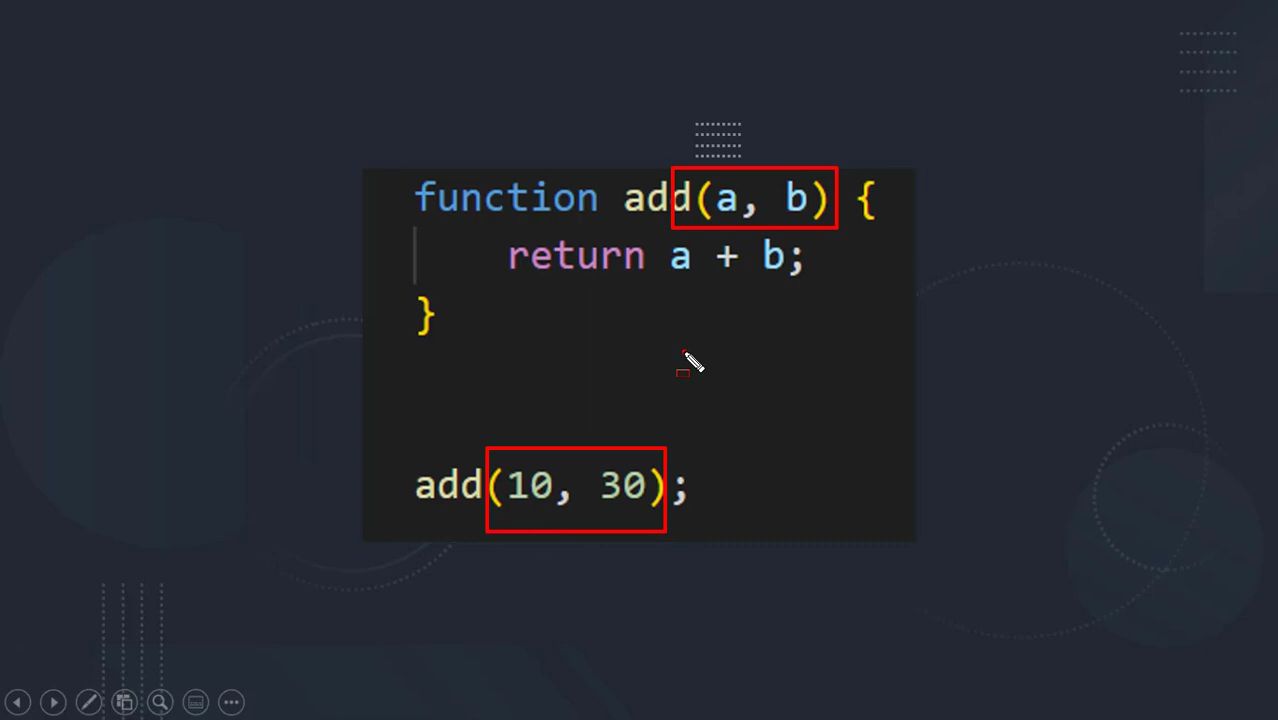 function add(a, b) {
return a + b;
}
add(10, 30);